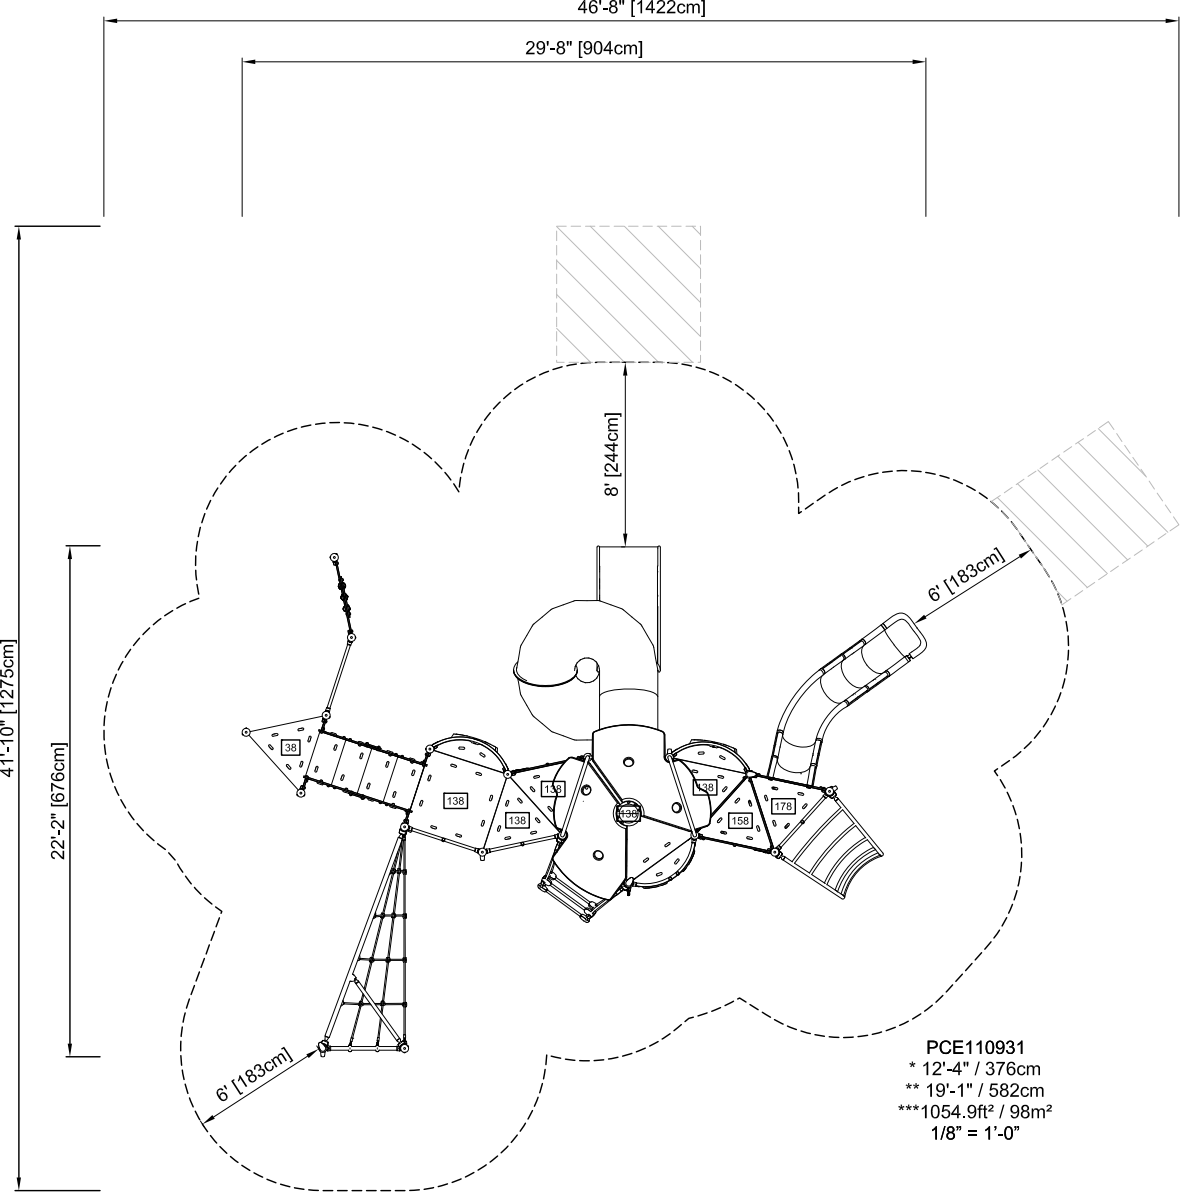 46'-8" [1422cm]
29'-8" [904cm]
8' [244cm]
6' [183cm]
41'-10" [1275cm]
22'-2" [676cm]
38
138
138
138
138
138
158
178
6' [183cm]
PCE110931
* 12'-4" / 376cm
** 19'-1" / 582cm
***1054.9ft² / 98m²
1/8” = 1’-0”